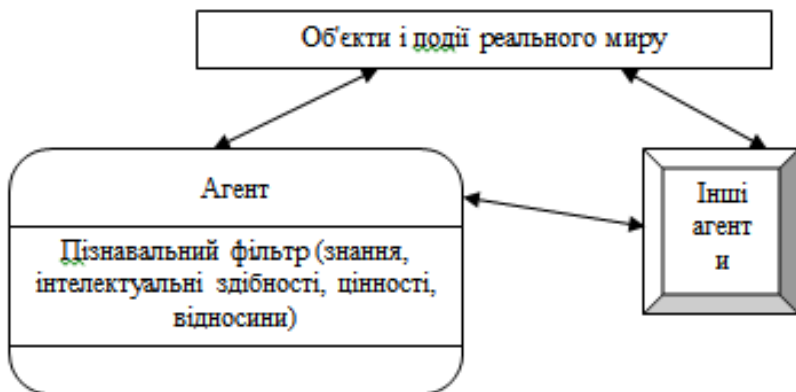 Об'єкти і події реального миру
Агент
Пізнавальний фільтр (знання,
інтелектуальні здібності, цінності,
відносини)
Інші
агент
и